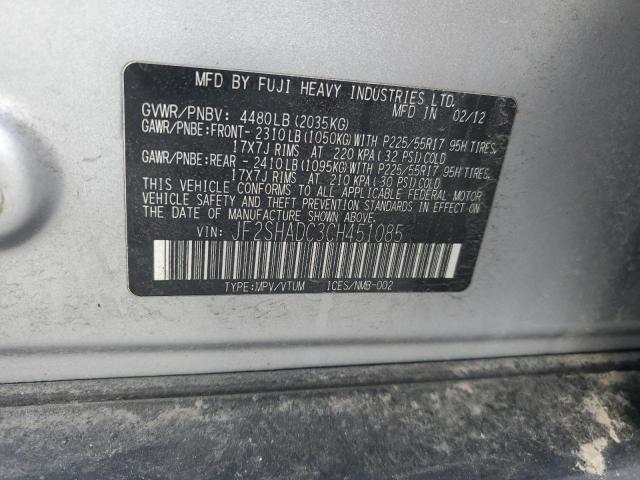 MFD BY FUJI HEAVY INDUSTRIES LTD.
MFD IN 02/12
GVWR/PNBV: 4480LB(2035KG)
GAWR/PNBE:FRONT- 2310LB(1050KG)WITH P225/55R17 95H TIRES,
17X7J RIMS AT 220 KPA(32 PSI)COLD
GAWR/PNBE:REAR - 2410LB(1095KG)WITH P225/55R17 95H TIRES,
17X7J RIMS AT 210 KPA(30 PSI)COLD
THIS VEHICLE CONFORMS TO ALL APPLICABLE FEDERAL MOTOR
VEHICLE SAFETY AND THEFT PREVENTION STANDARDS IN EFFECT ON
THE DATE OF MANUFACTURE SHOWN ABOVE.
VIN: JF2SHADC3CH451085
TYPE:MPV/VTUM ICES/NMB-002